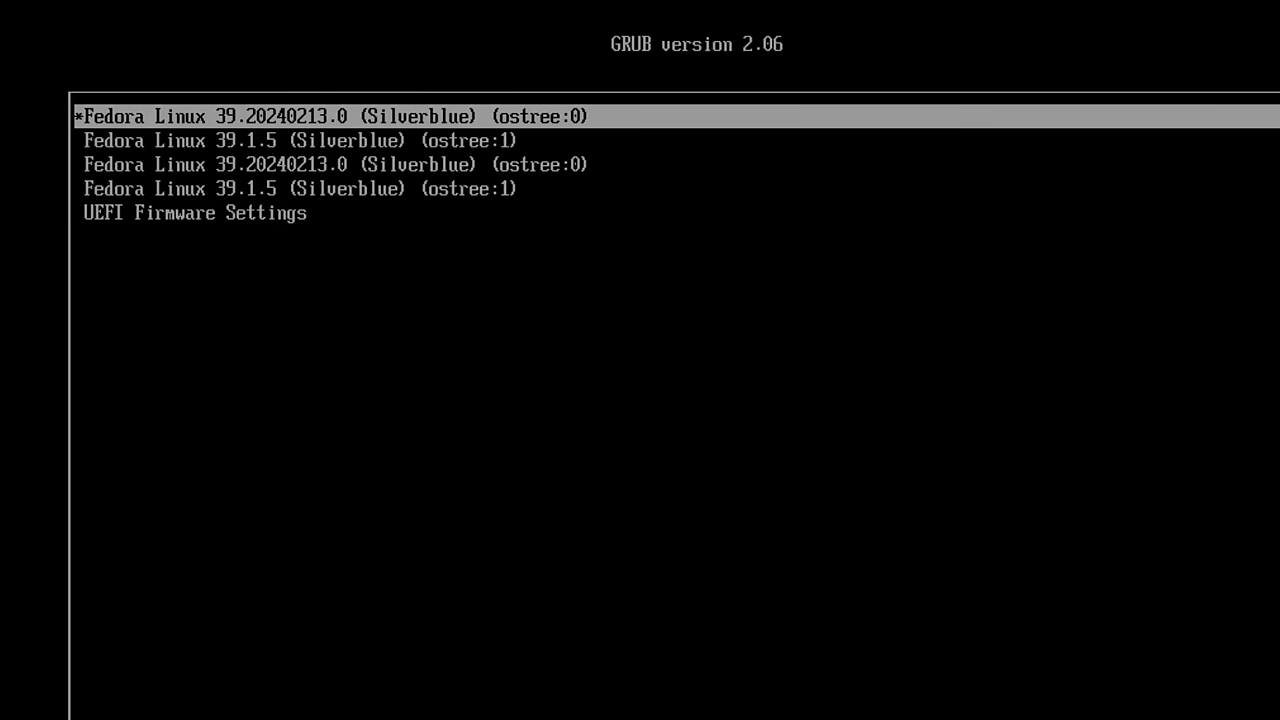 GRUB version 2.06
*Fedora Linux 39.20240213.0 (Silverblue) (ostree:0)
Fedora Linux 39.1.5 (Silverblue) (ostree:1)
Fedora Linux 39.20240213.0 (Silverblue) (ostree:0)
Fedora Linux 39.1.5 (Silverblue) (ostree:1)
UEFI Firmware Settings